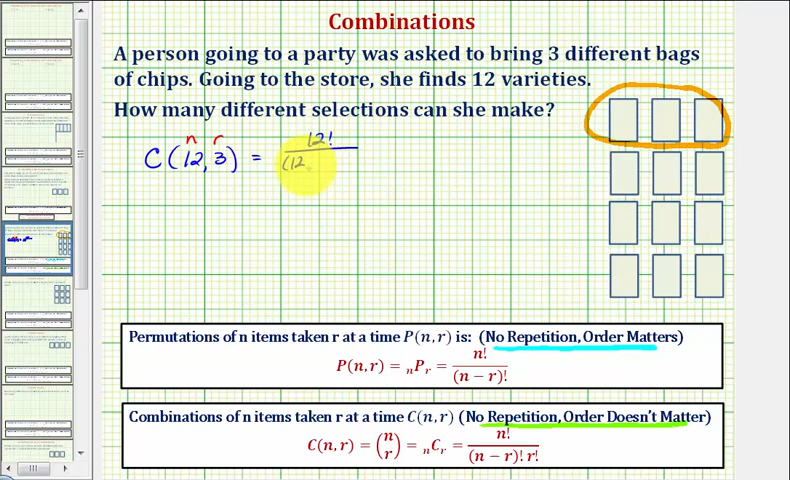 Combinations
A person going to a party was asked to bring 3 different bags
of chips. Going to the store, she finds 12 varieties.
How many different selections can she make?
n r
C(12, 3) = 12! / (12
Permutations of n items taken r at a time P(n, r) is: (No Repetition, Order Matters)
P(n, r) = nPr = n! / (n − r)!
Combinations of n items taken r at a time C(n, r) (No Repetition, Order Doesn't Matter)
C(n, r) = (n r) = nCr = n! / (n − r)! r!